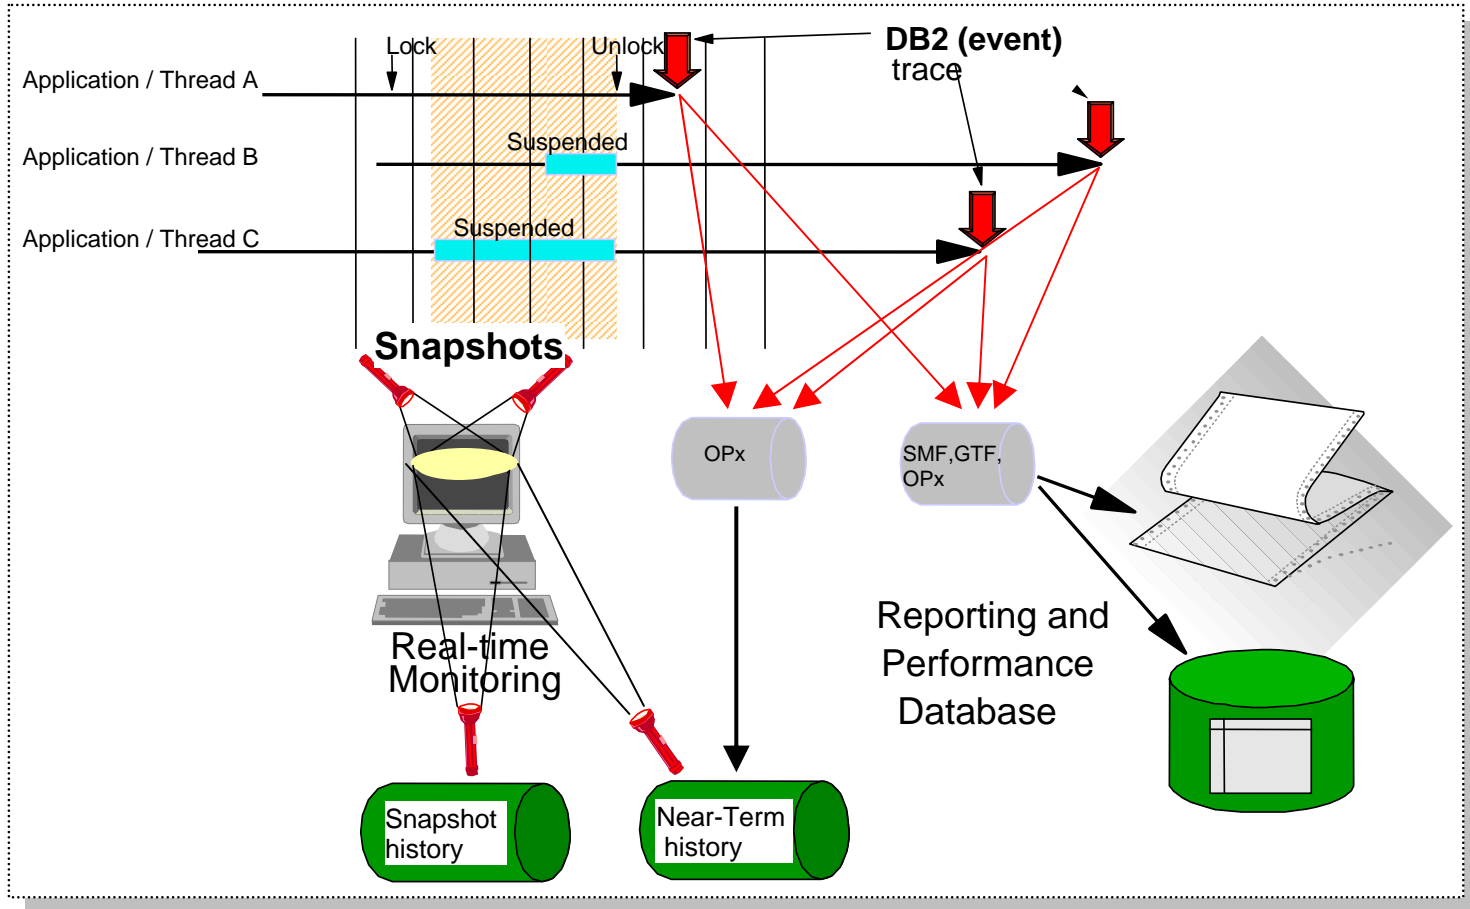 Lock
Unlock
DB2 (event)
trace
Application / Thread A
Suspended
Application / Thread B
Suspended
Application / Thread C
Snapshots
OPx
SMF,GTF,
OPx
Real-time
Monitoring
Reporting and
Performance
Database
Snapshot
history
Near-Term
history